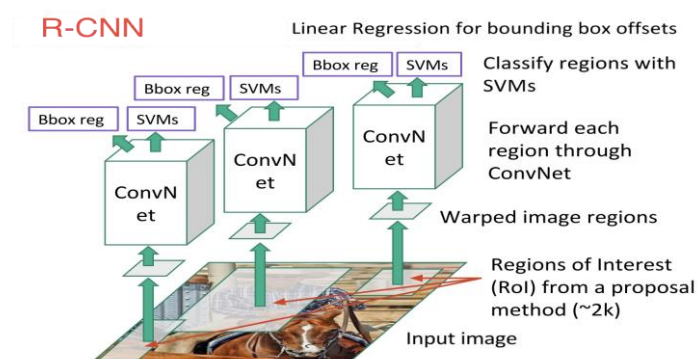 R-CNN
Linear Regression for bounding box offsets
Bbox reg
SVMs
Classify regions with
SVMs
Bbox reg
SVMs
Bbox reg
SVMs
ConvN
et
ConvN
et
ConvN
et
Forward each
region through
ConvNet
Warped image regions
Regions of Interest
(RoI) from a proposal
method (~2k)
Input image